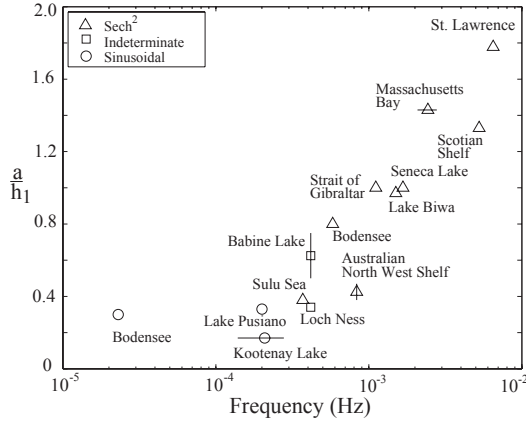 2.0
1.6
1.2
0.8
0.4
0
a
h1
Sech2
Indeterminate
Sinusoidal
St. Lawrence
Massachusetts
Bay
Scotian
Shelf
Strait of
Gibraltar
Seneca Lake
Lake Biwa
Babine Lake
Bodensee
Sulu Sea
Australian
North West Shelf
Lake Pusiano
Loch Ness
Bodensee
Kootenay Lake
10-5
10-4
10-3
10-2
Frequency (Hz)